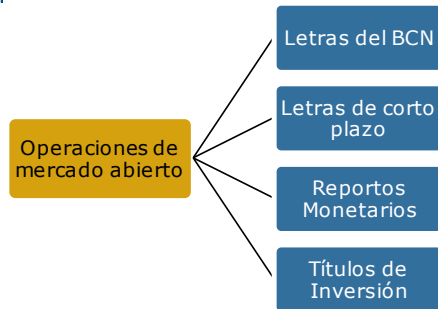 Operaciones de
mercado abierto
Letras del BCN
Letras de corto
plazo
Reportos
Monetarios
Títulos de
Inversión